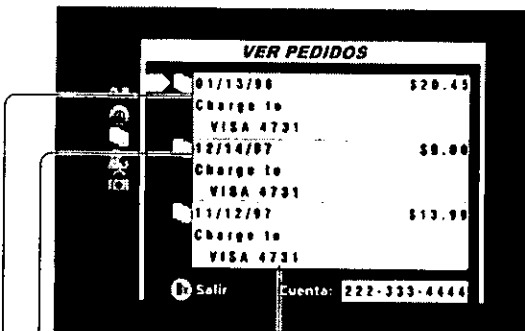 VER PEDIDOS
01/13/98 $20.45
Charge to
VISA 4731
12/14/97 $0.00
Charge to
VISA 4731
11/12/97 $13.99
Charge to
VISA 4731
Salir Cuenta: 222-333-4444